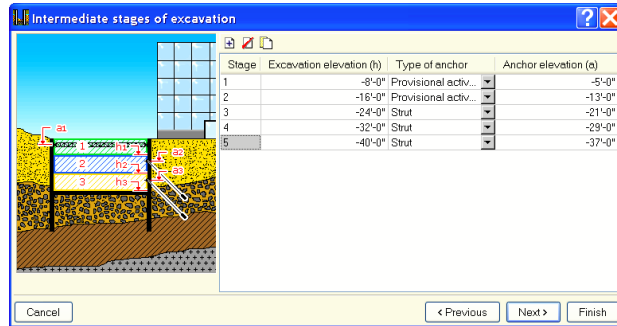 Intermediate stages of excavation
Stage Excavation elevation (h) Type of anchor Anchor elevation (a)
1 -8'-0" Provisional activ... -5'-0"
2 -16'-0" Provisional activ... -13'-0"
3 -24'-0" Strut -21'-0"
4 -32'-0" Strut -29'-0"
5 -40'-0" Strut -37'-0"
a1
1 h1 a2
2 h2 a3
3 h3
Cancel < Previous Next > Finish